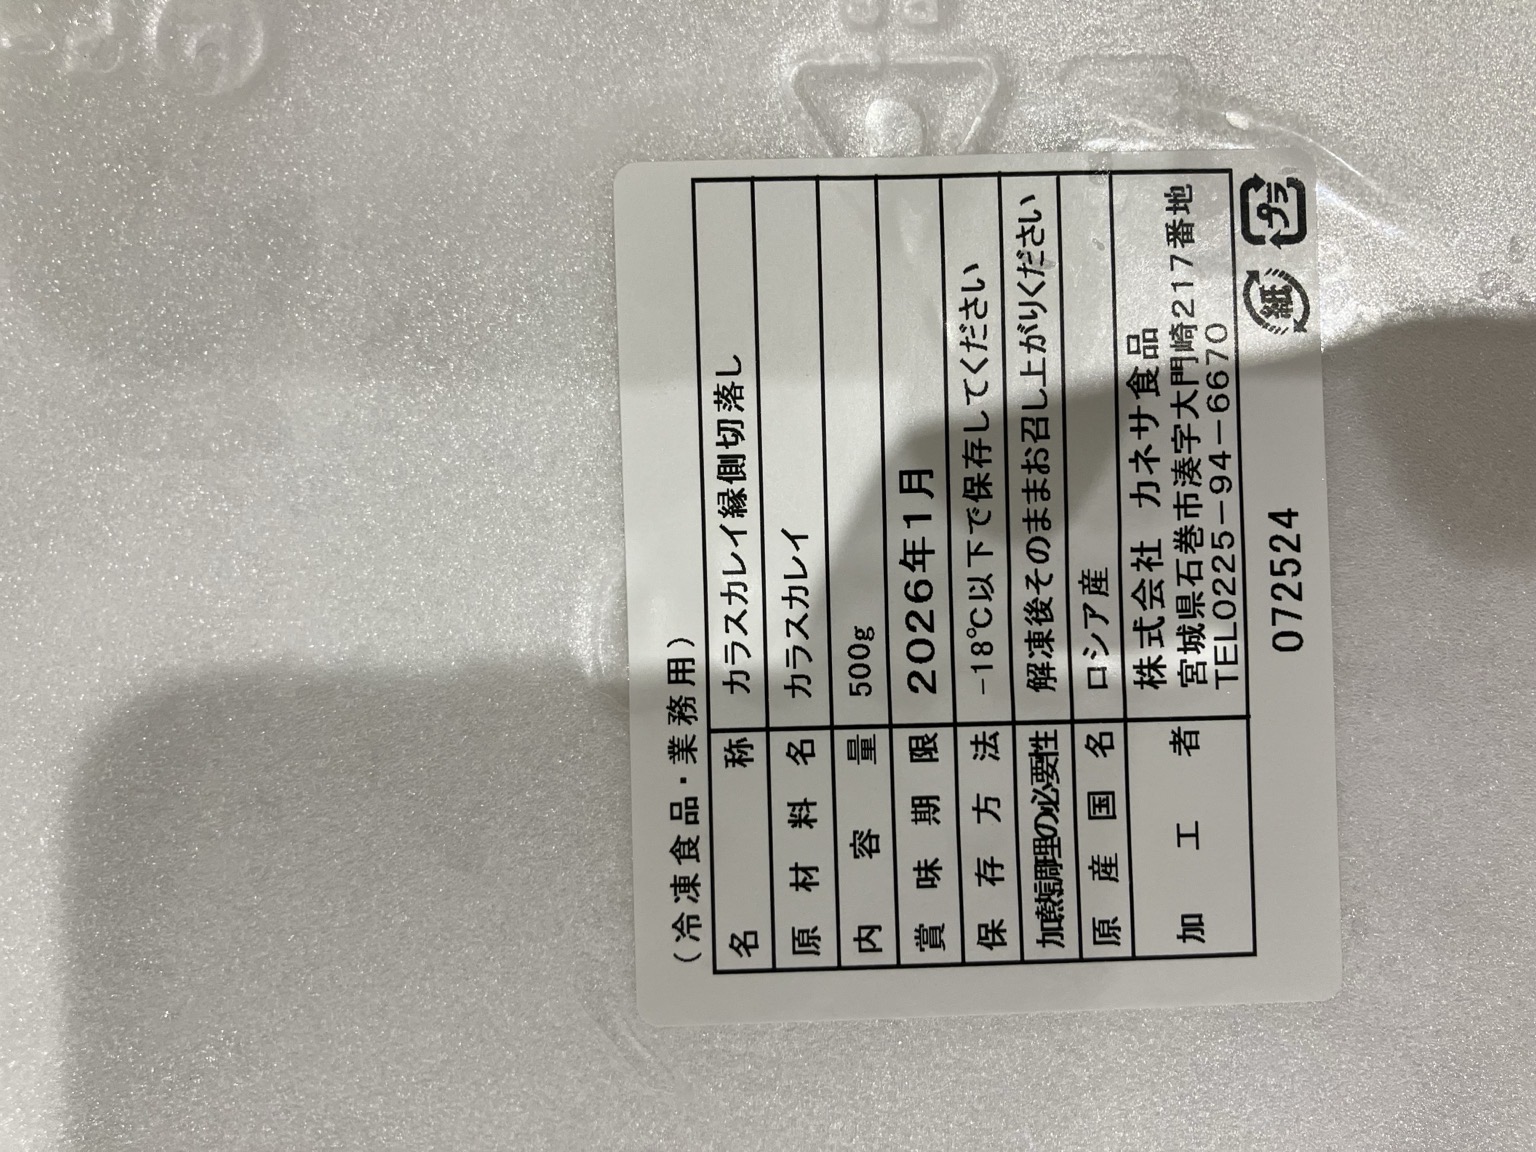 (冷凍食品・業務用)
名称 カラスカレイ縁側切落し
原材料名 カラスカレイ
内容量 500g
賞味期限 2026年1月
保存方法 -18℃以下で保存してください
加熱調理の必要性 解凍後そのままお召し上がりください
原産国名 ロシア産
加工者 株式会社 カネサ食品
宮城県石巻市湊字大門崎217番地
TEL0225-94-6670
072524
紙 プラ